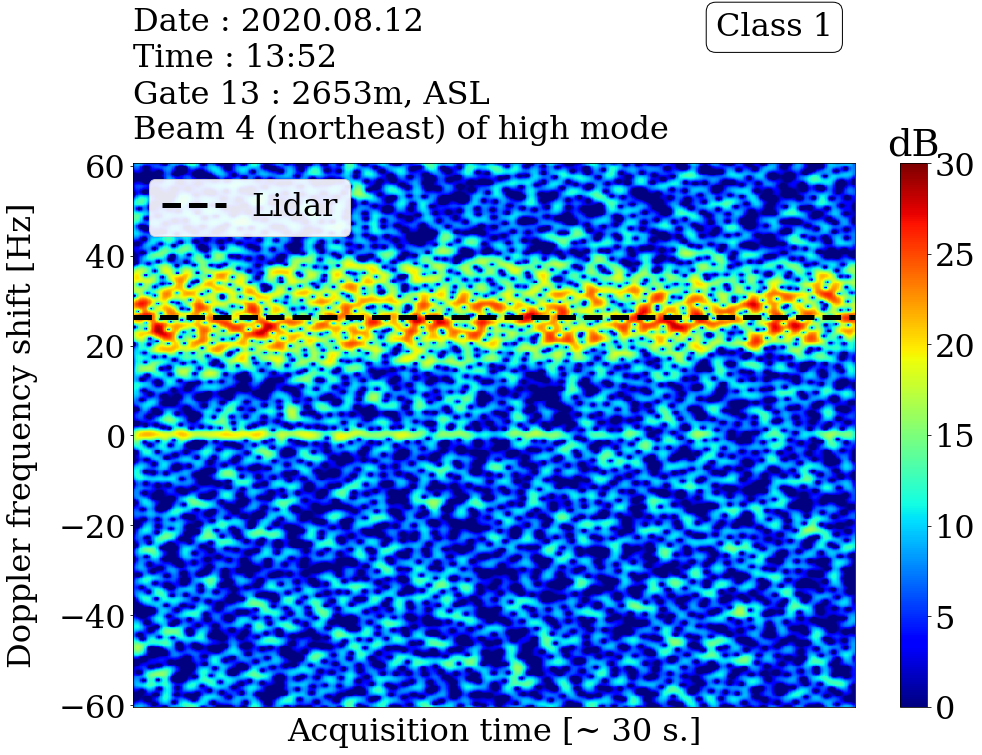 Date : 2020.08.12
Time : 13:52
Gate 13 : 2653m, ASL
Beam 4 (northeast) of high mode
Class 1
dB
Lidar
60
40
20
0
−20
−40
−60
Doppler frequency shift [Hz]
Acquisition time [~ 30 s.]
30
25
20
15
10
5
0